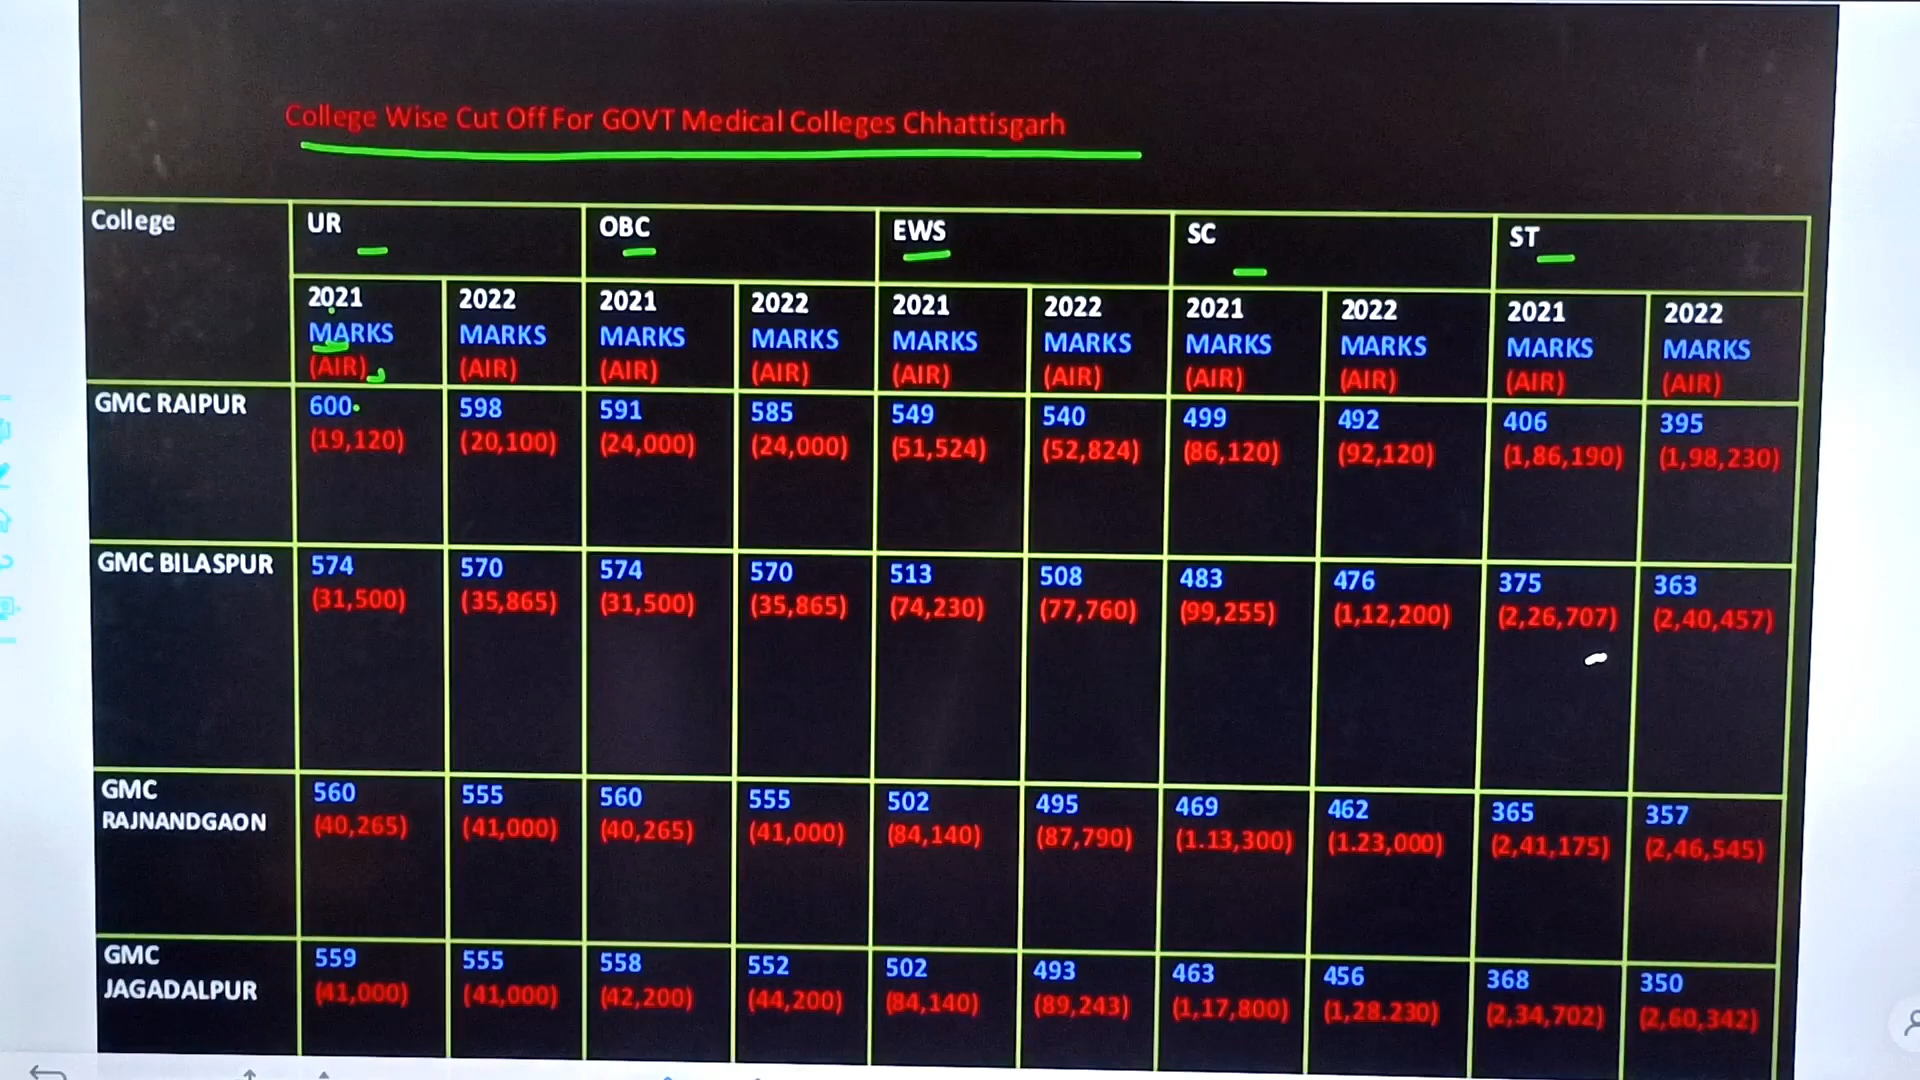 College Wise Cut Off For GOVT Medical Colleges Chhattisgarh
College UR OBC EWS SC ST
2021 2022 2021 2022 2021 2022 2021 2022 2021 2022
MARKS MARKS MARKS MARKS MARKS MARKS MARKS MARKS MARKS MARKS
(AIR) (AIR) (AIR) (AIR) (AIR) (AIR) (AIR) (AIR) (AIR) (AIR)
GMC RAIPUR 600 598 591 585 549 540 499 492 406 395
(19,120) (20,100) (24,000) (24,000) (51,524) (52,824) (86,120) (92,120) (1,86,190) (1,98,230)
GMC BILASPUR 574 570 574 570 513 508 483 476 375 363
(31,500) (35,865) (31,500) (35,865) (74,230) (77,760) (99,255) (1,12,200) (2,26,707) (2,40,457)
GMC 560 555 560 555 502 495 469 462 365 357
RAJNANDGAON (40,265) (41,000) (40,265) (41,000) (84,140) (87,790) (1.13,300) (1.23,000) (2,41,175) (2,46,545)
GMC 559 555 558 552 502 493 463 456 368 350
JAGADALPUR (41,000) (41,000) (42,200) (44,200) (84,140) (89,243) (1,17,800) (1,28.230) (2,34,702) (2,60,342)